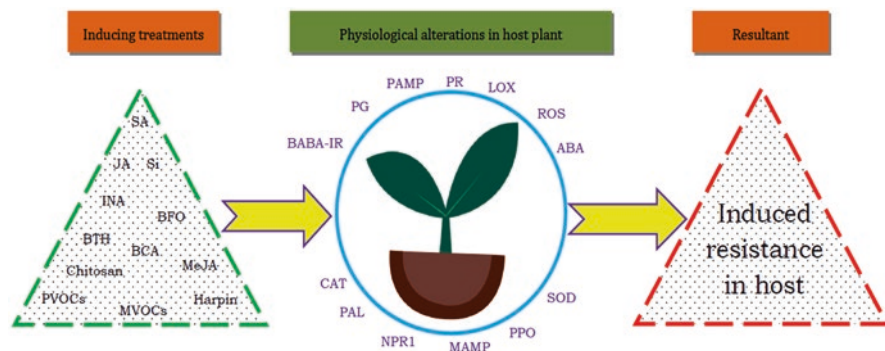 Inducing treatments
Physiological alterations in host plant
Resultant
SA
JA Si
INA
BFO
BTH
BCA
MeJA
Chitosan
PVOCs
Harpin
MVOCs
PAMP
PR
LOX
PG
ROS
BABA-IR
ABA
CAT
SOD
PAL
PPO
NPR1
MAMP
Induced
resistance
in host